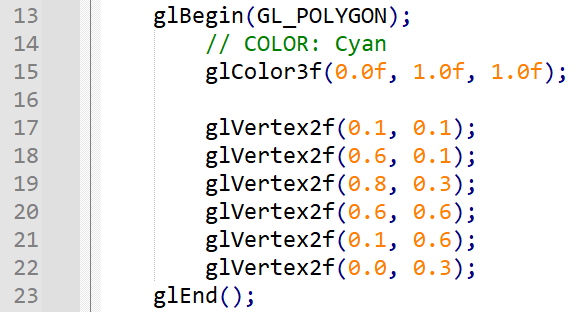 13 glBegin(GL_POLYGON);
14 // COLOR: Cyan
15 glColor3f(0.0f, 1.0f, 1.0f);
16
17 glVertex2f(0.1, 0.1);
18 glVertex2f(0.6, 0.1);
19 glVertex2f(0.8, 0.3);
20 glVertex2f(0.6, 0.6);
21 glVertex2f(0.1, 0.6);
22 glVertex2f(0.0, 0.3);
23 glEnd();